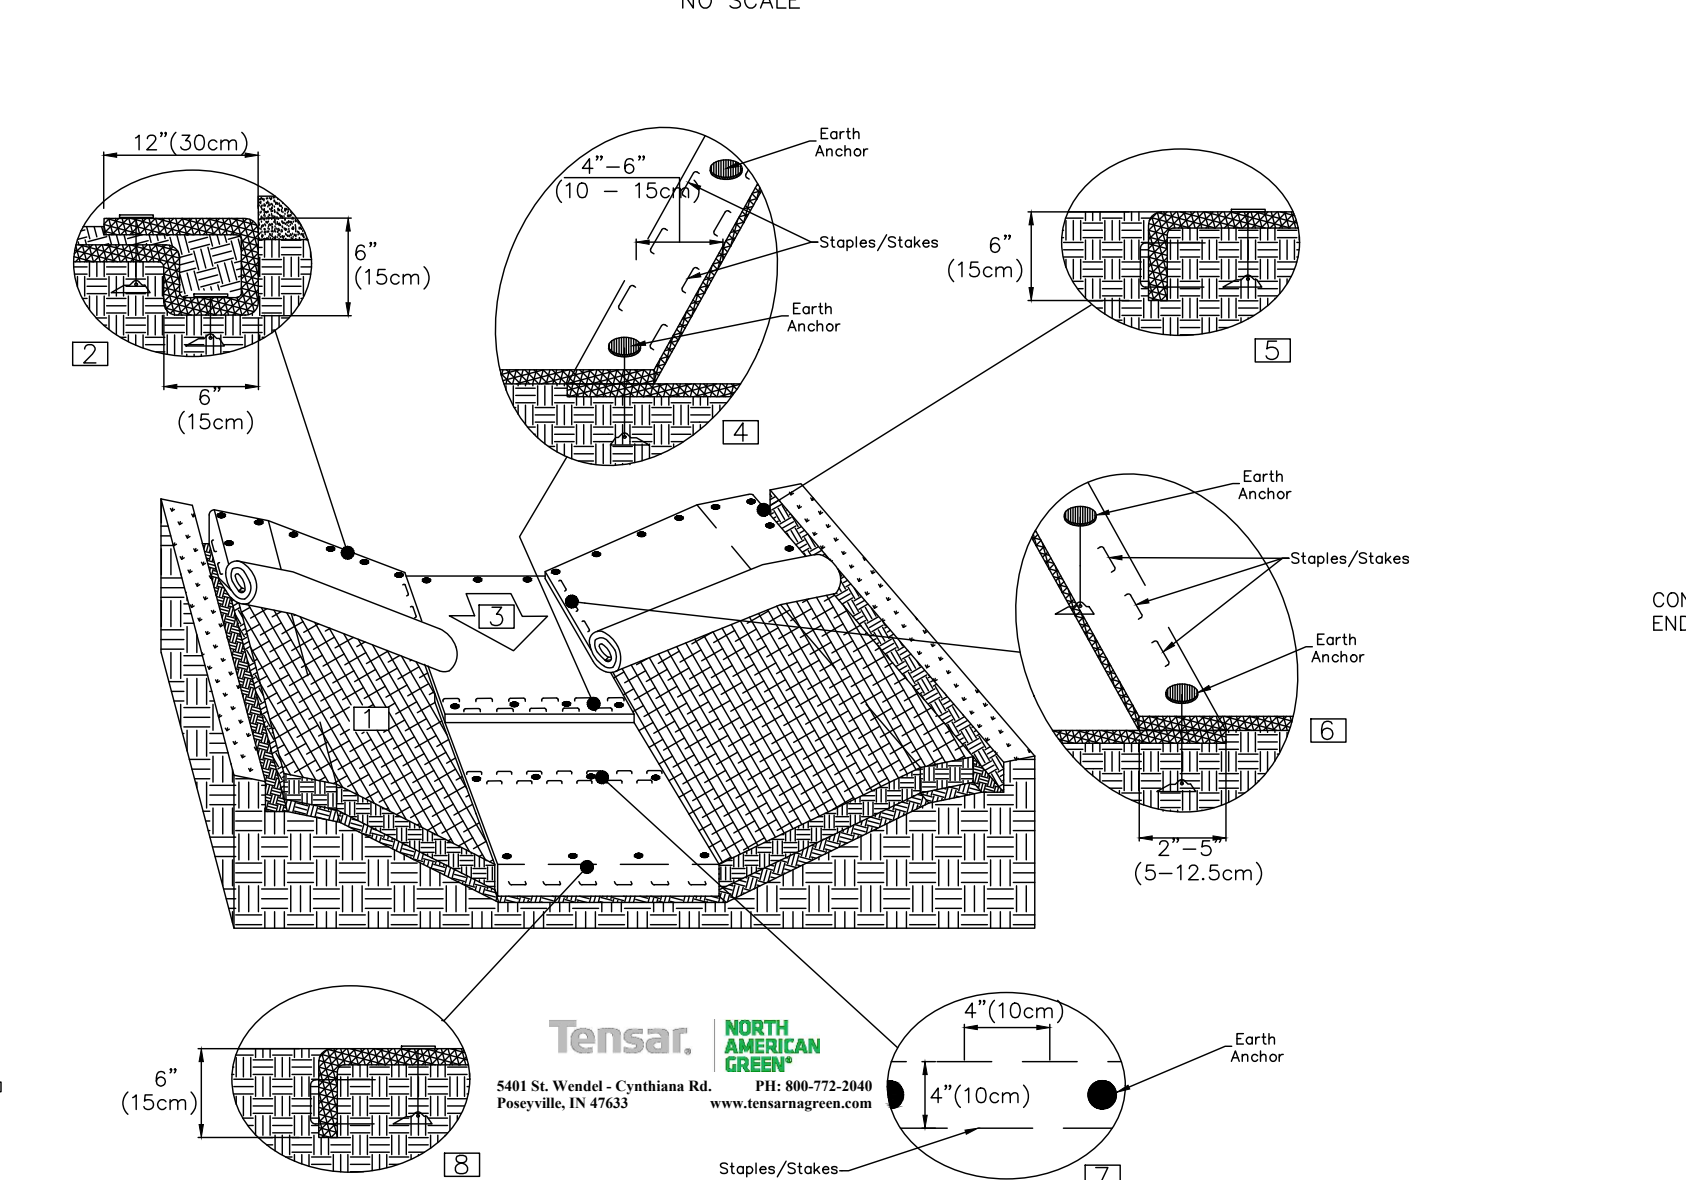 NO SCALE
12”(30cm)
6”
(15cm)
2
6”
(15cm)
4”-6”
(10 - 15cm)
Earth
Anchor
Staples/Stakes
Earth
Anchor
4
6”
(15cm)
5
Earth
Anchor
Staples/Stakes
Earth
Anchor
6
2”-5”
(5-12.5cm)
CON
END
3
1
6”
(15cm)
8
Tensar®
NORTH
AMERICAN
GREEN®
5401 St. Wendel - Cynthiana Rd. PH: 800-772-2040
Poseyville, IN 47633 www.tensarnagreen.com
4”(10cm)
4”(10cm)
Earth
Anchor
Staples/Stakes
7